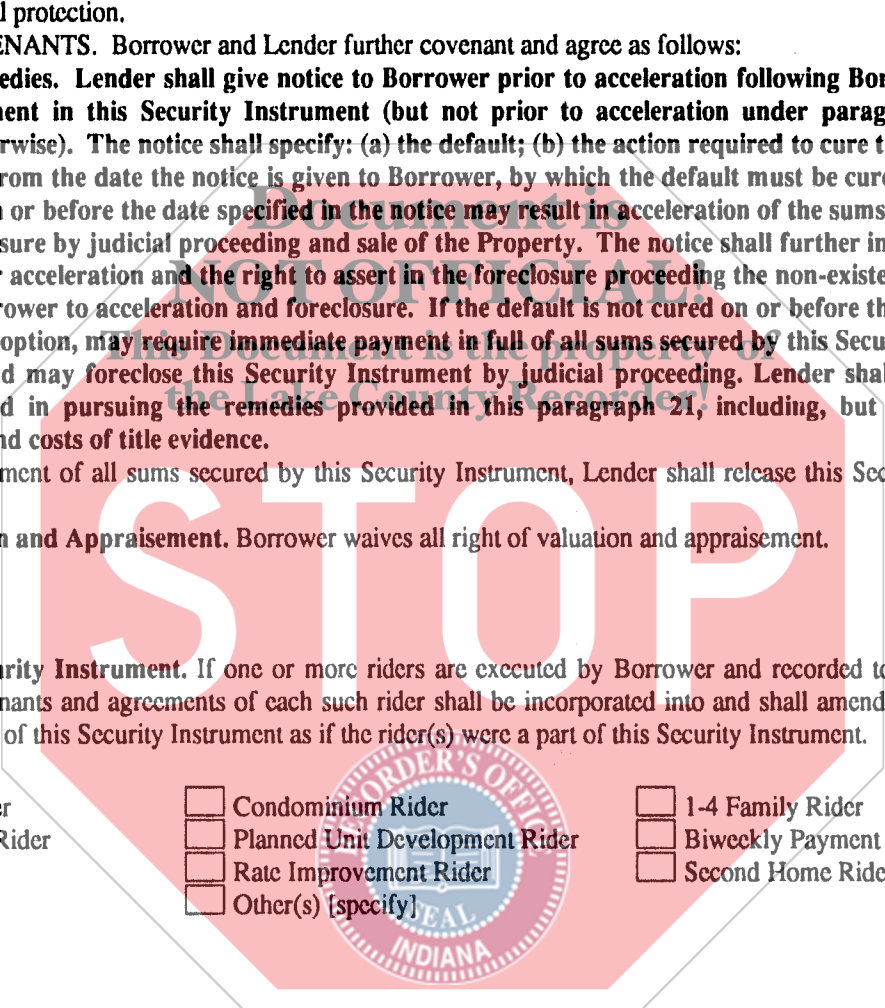 l protection.
ENANTS. Borrower and Lender further covenant and agree as follows:
edies. Lender shall give notice to Borrower prior to acceleration following Bor
ment in this Security Instrument (but not prior to acceleration under parag
rwise). The notice shall specify: (a) the default; (b) the action required to cure t
from the date the notice is given to Borrower, by which the default must be cure
n or before the date specified in the notice may result in acceleration of the sums
sure by judicial proceeding and sale of the Property. The notice shall further in
r acceleration and the right to assert in the foreclosure proceeding the non-existe
rower to acceleration and foreclosure. If the default is not cured on or before th
option, may require immediate payment in full of all sums secured by this Secu
d may foreclose this Security Instrument by judicial proceeding. Lender shal
d in pursuing the remedies provided in this paragraph 21, including, but
nd costs of title evidence.
ment of all sums secured by this Security Instrument, Lender shall release this Sec
n and Appraisement. Borrower waives all right of valuation and appraisement.
urity Instrument. If one or more riders are executed by Borrower and recorded to
nants and agreements of each such rider shall be incorporated into and shall amend
of this Security Instrument as if the rider(s) were a part of this Security Instrument.
er Condominium Rider 1-4 Family Rider
Rider Planned Unit Development Rider Biweekly Payment
Rate Improvement Rider Second Home Ride
Other(s) [specify]
Document is
NOT OFFICIAL!
This Document is the property of
the Lake County Recorder!
STOP
RECORDER'S OFFICE
SEAL
INDIANA